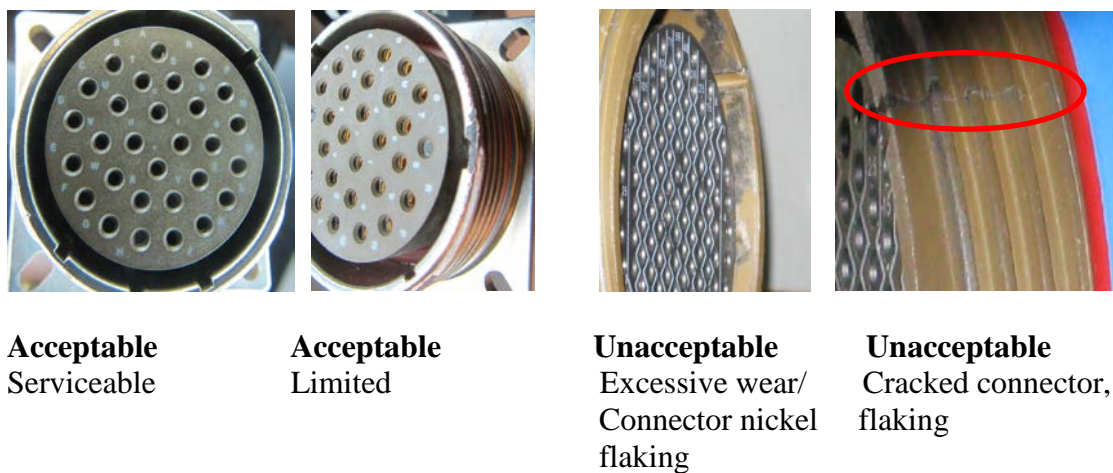 Acceptable Acceptable Unacceptable Unacceptable
Serviceable Limited Excessive wear/ Cracked connector,
Connector nickel flaking
flaking